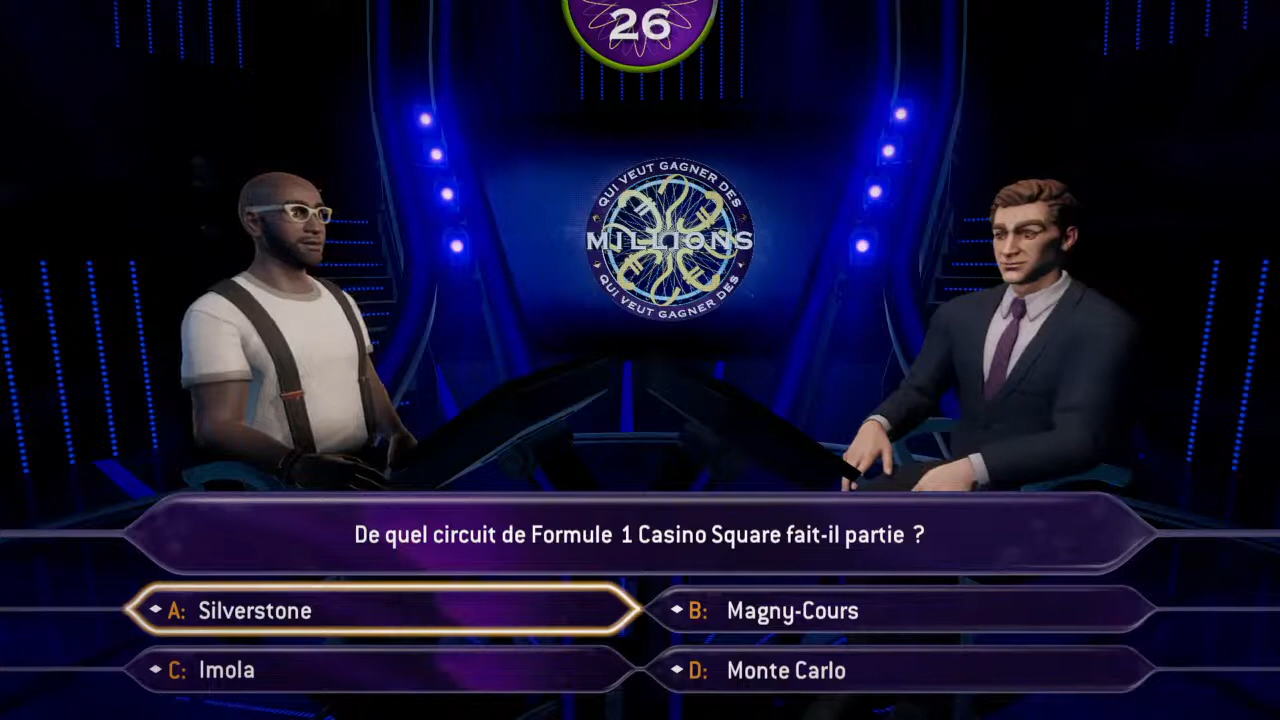 26
QUI VEUT GAGNER DES
MILLIONS
QUI VEUT GAGNER DES
De quel circuit de Formule 1 Casino Square fait-il partie ?
A: Silverstone
B: Magny-Cours
C: Imola
D: Monte Carlo